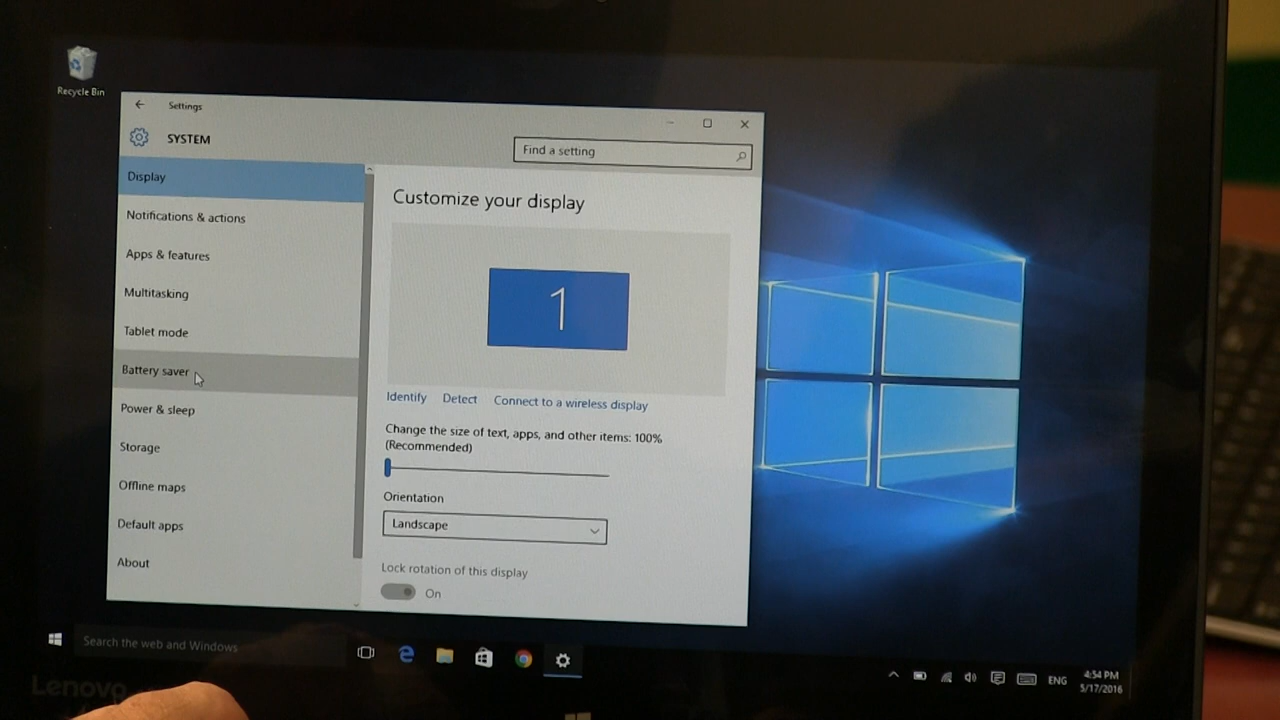 Recycle Bin
Settings
SYSTEM
Find a setting
Display
Notifications & actions
Apps & features
Multitasking
Tablet mode
Battery saver
Power & sleep
Storage
Offline maps
Default apps
About
Customize your display
1
Identify Detect Connect to a wireless display
Change the size of text, apps, and other items: 100%
(Recommended)
Orientation
Landscape
Lock rotation of this display
On
Search the web and Windows
ENG
4:54 PM
5/17/2016
Lenovo